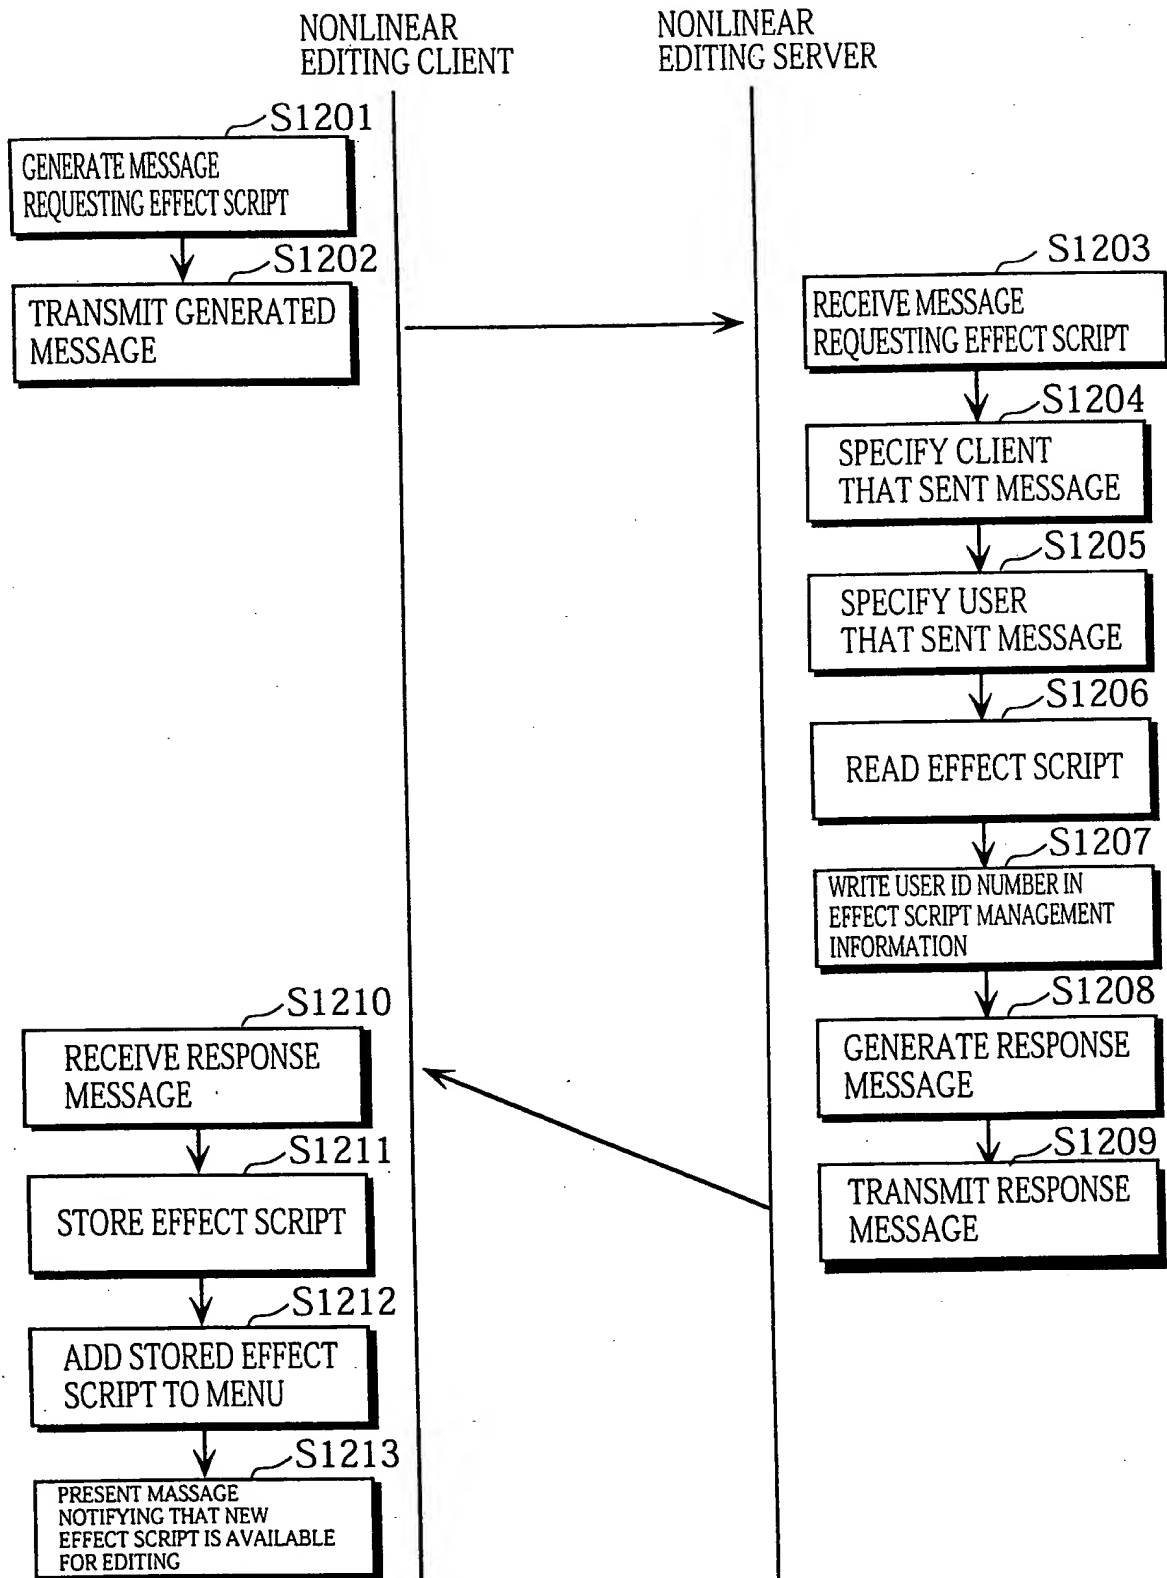 NONLINEAR
EDITING CLIENT
NONLINEAR
EDITING SERVER
S1201
GENERATE MESSAGE
REQUESTING EFFECT SCRIPT
S1202
TRANSMIT GENERATED
MESSAGE
S1203
RECEIVE MESSAGE
REQUESTING EFFECT SCRIPT
S1204
SPECIFY CLIENT
THAT SENT MESSAGE
S1205
SPECIFY USER
THAT SENT MESSAGE
S1206
READ EFFECT SCRIPT
S1207
WRITE USER ID NUMBER IN
EFFECT SCRIPT MANAGEMENT
INFORMATION
S1208
GENERATE RESPONSE
MESSAGE
S1209
TRANSMIT RESPONSE
MESSAGE
S1210
RECEIVE RESPONSE
MESSAGE
S1211
STORE EFFECT SCRIPT
S1212
ADD STORED EFFECT
SCRIPT TO MENU
S1213
PRESENT MASSAGE
NOTIFYING THAT NEW
EFFECT SCRIPT IS AVAILABLE
FOR EDITING